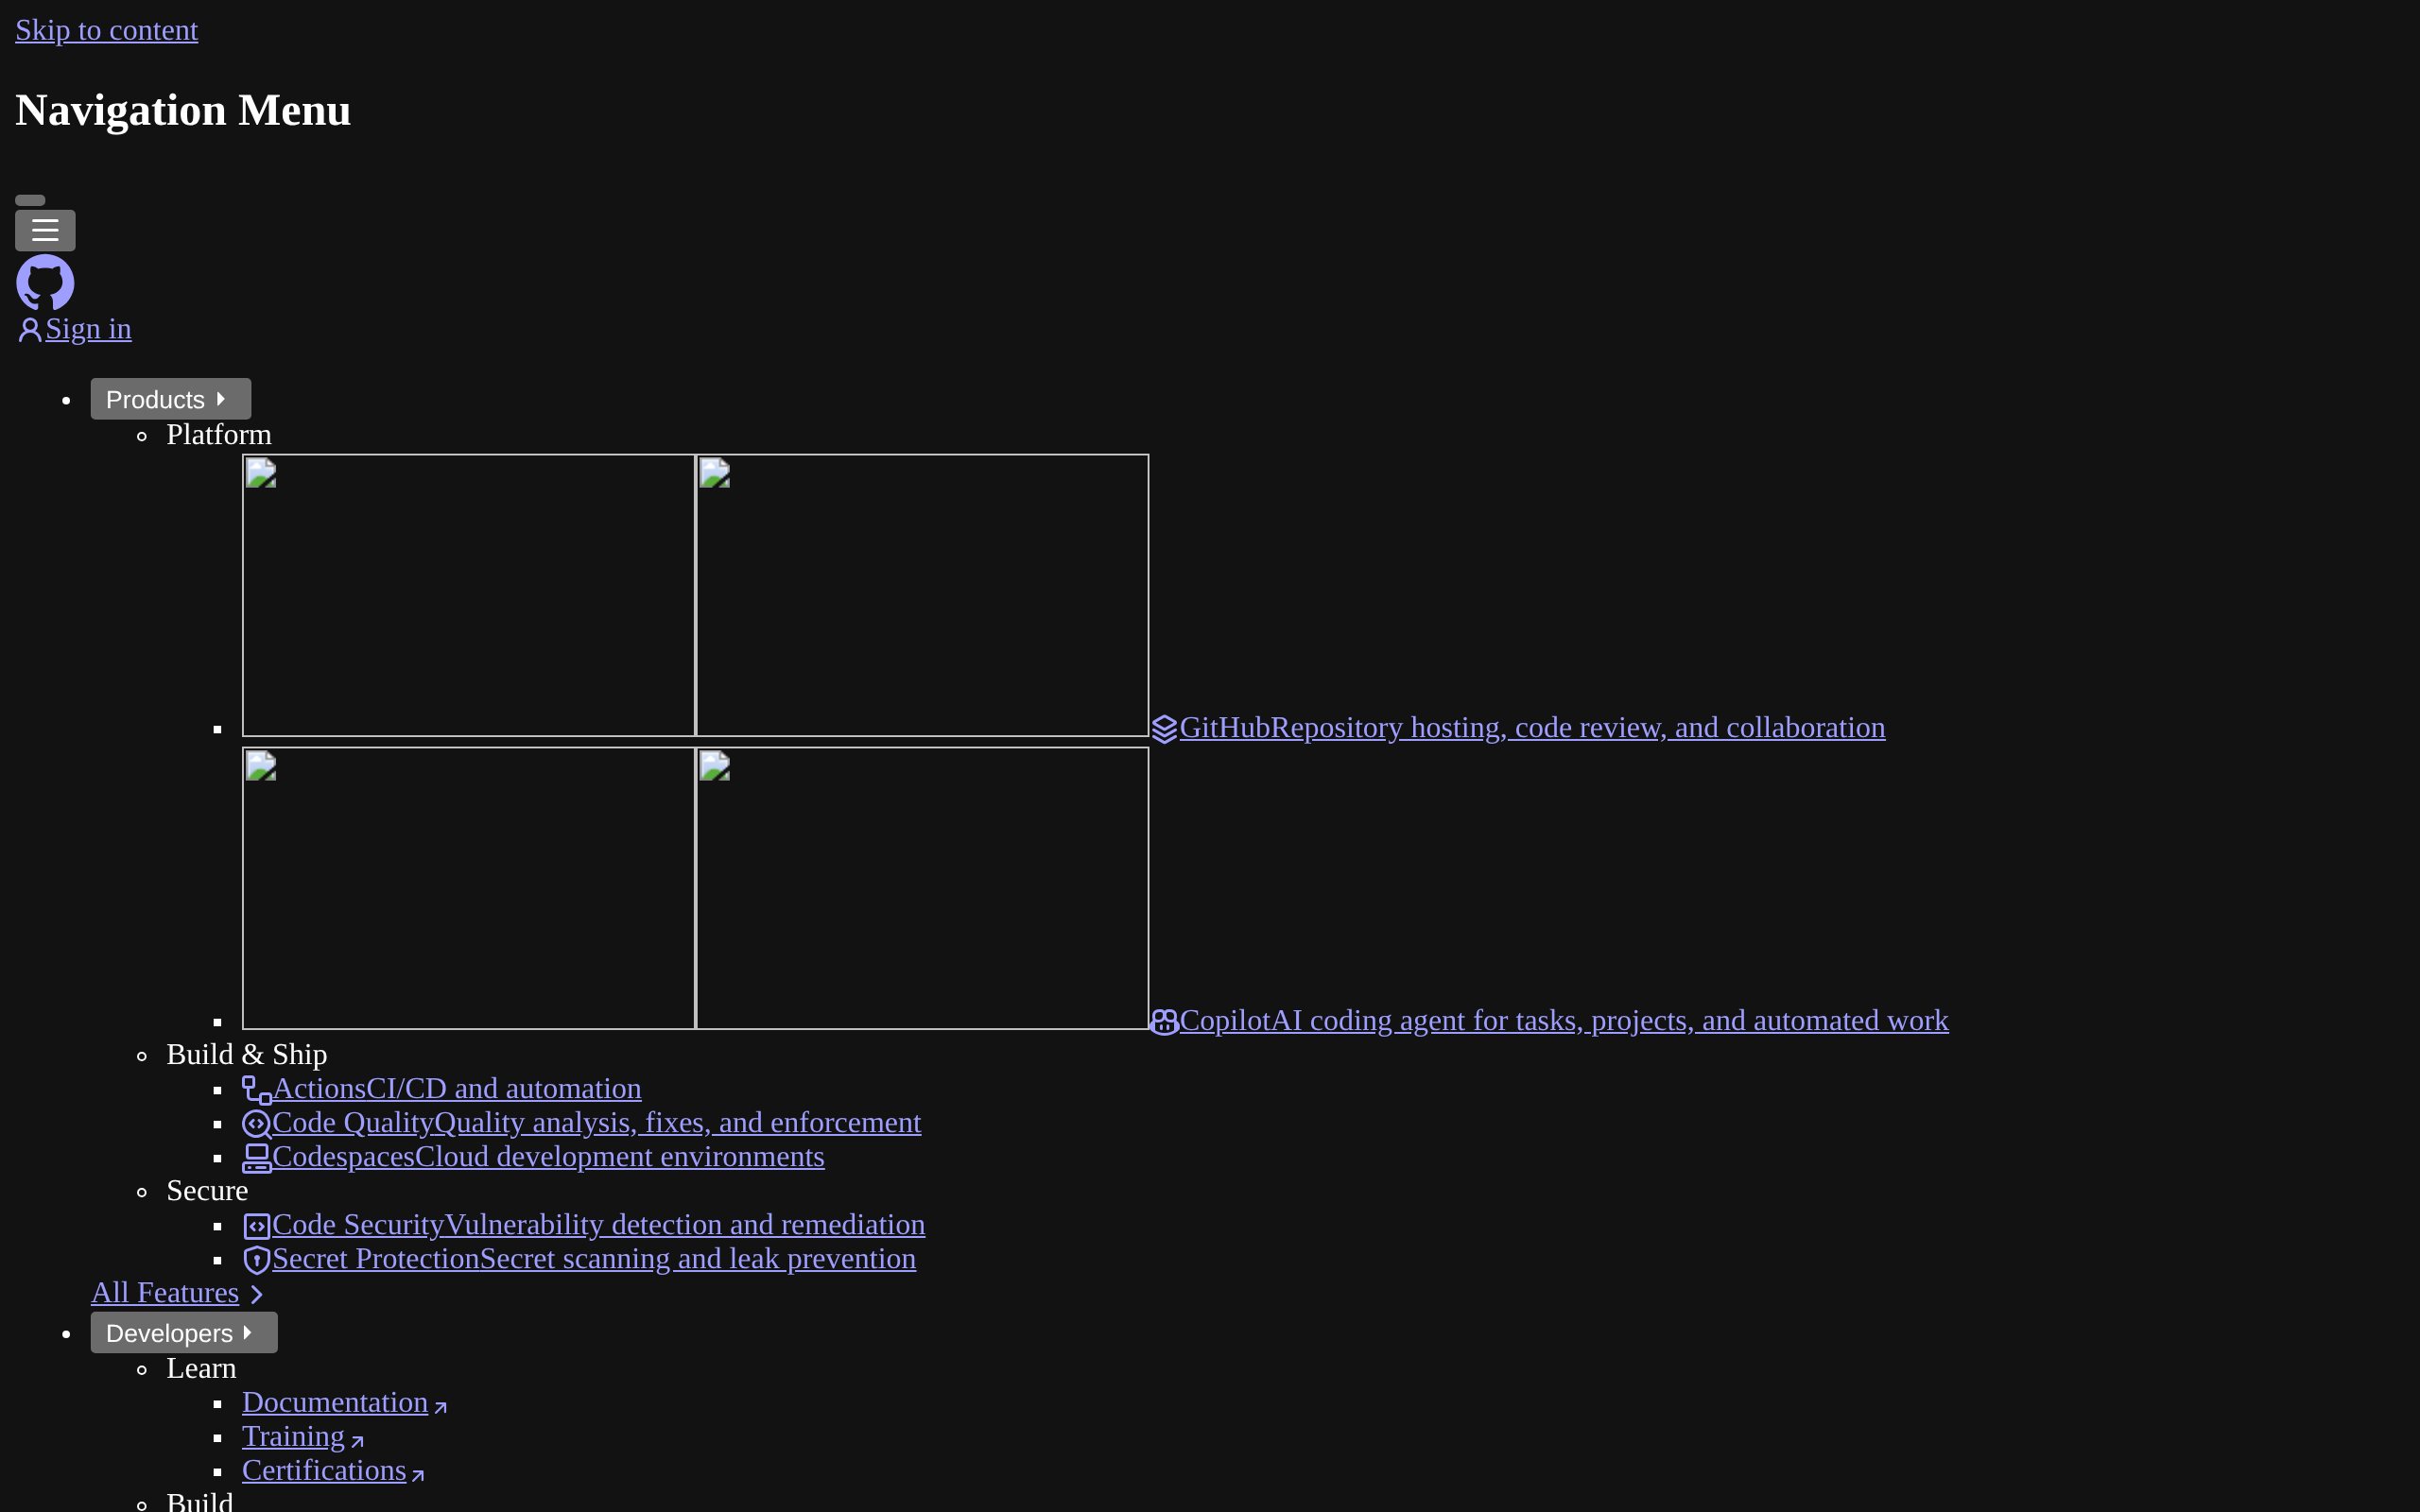 Skip to content
Navigation Menu
Sign in
Products
Platform
GitHubRepository hosting, code review, and collaboration
CopilotAI coding agent for tasks, projects, and automated work
Build & Ship
ActionsCI/CD and automation
Code QualityQuality analysis, fixes, and enforcement
CodespacesCloud development environments
Secure
Code SecurityVulnerability detection and remediation
Secret ProtectionSecret scanning and leak prevention
All Features
Developers
Learn
Documentation
Training
Certifications
Build